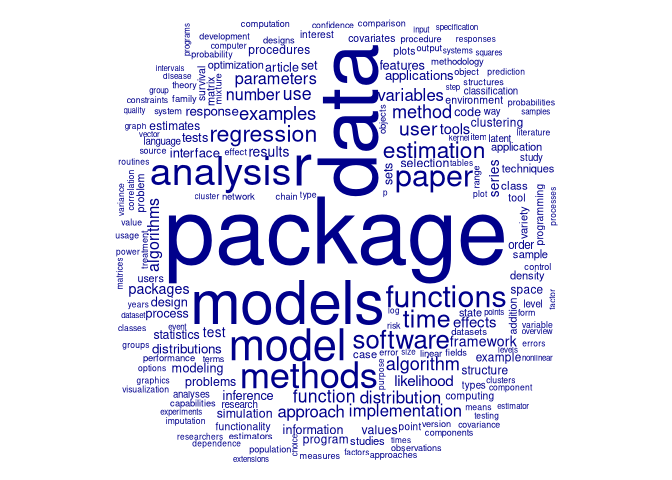 computation confidence comparison input specification
programs development designs interest covariates procedure responses
computer procedures plots output systems squares
probability
intervals optimization article set features methodology
disease survival matrix mixture parameters data applications object prediction
theory step structures
group number use variables classification
constraints family environment probabilities
quality system response examples objects method code way samples
graph estimates regression user tools clustering
vector tests kernel item latent literature
language estimation application
source interface effect results study
routines analysis r sets selection tables series techniques
problem paper range class
correlation cluster network chain type p plot tool
variance variety programming processes
value algorithms package
usage order
treatment sample
power control
matrices users density
packages models functions log space factor
years design state points addition level
dataset process risk time form
classes event effects variable
statistics test model software datasets overview
groups framework errors
distributions case error size linear fields levels
performance terms example nonlinear
options modeling methods purpose algorithm structure
graphics problems likelihood types clusters
visualization component
analyses inference function distribution computing
capabilities research means estimator
experiments simulation approach implementation testing
imputation covariance
functionality information values point version
researchers estimators choice program studies times components
dependence population observations
extensions measures factors approaches